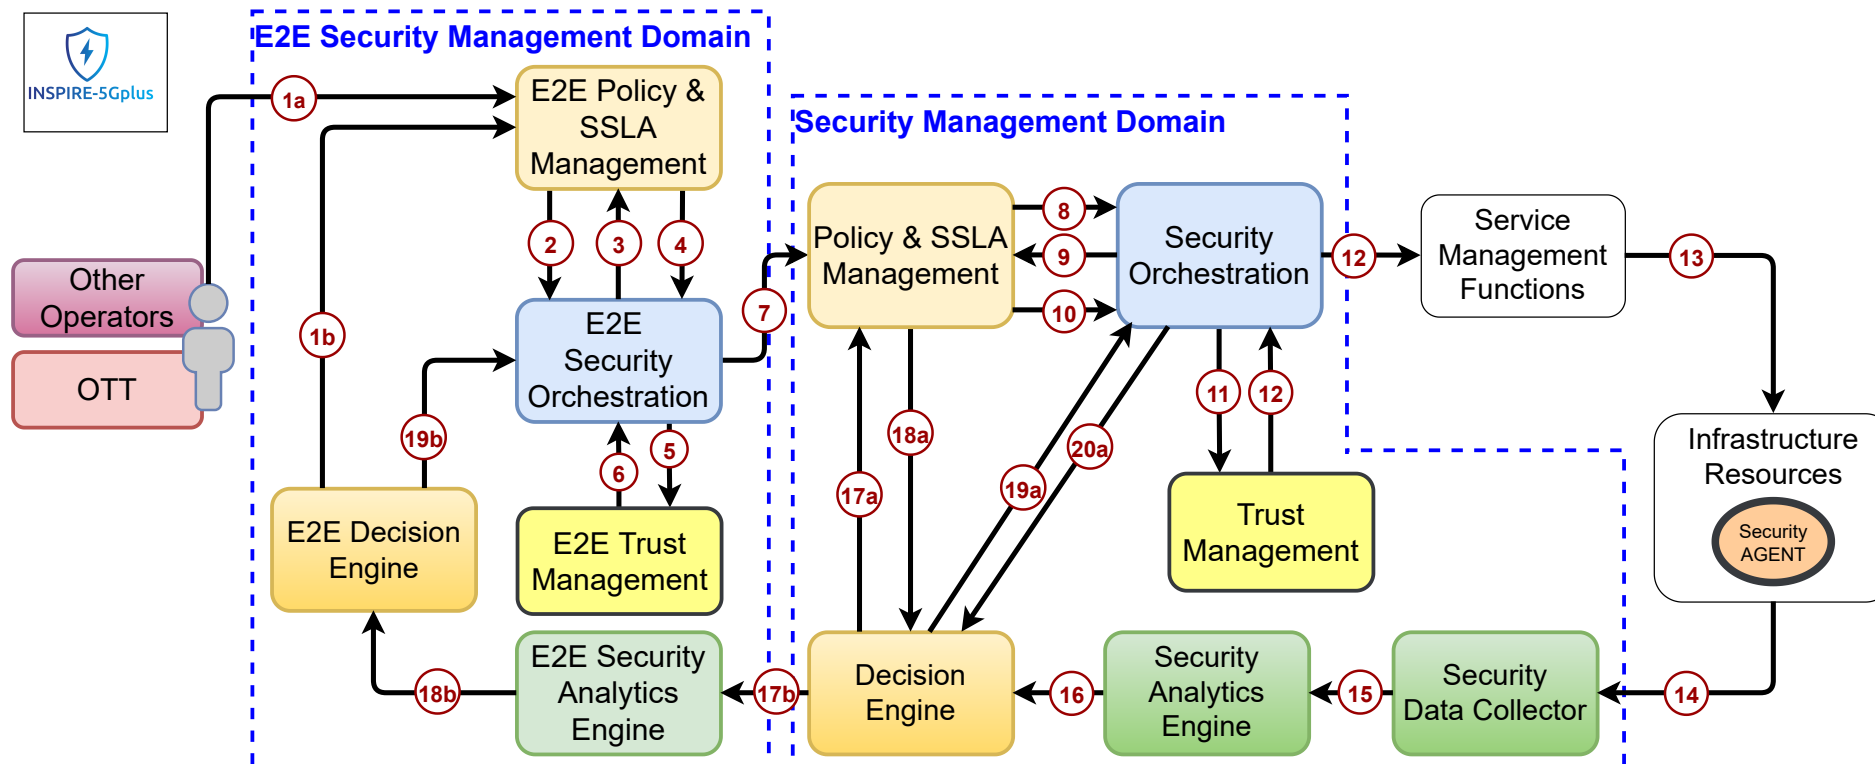 INSPIRE-5Gplus
E2E Security Management Domain
1a
E2E Policy &
SSLA
Management
Security Management Domain
2
3
4
Other
Operators
OTT
1b
E2E
Security
Orchestration
7
19b
6
5
E2E Decision
Engine
E2E Trust
Management
18b
E2E Security
Analytics
Engine
17b
Policy & SSLA
Management
8
9
10
Security
Orchestration
12
Service
Management
Functions
13
17a
18a
19a
20a
11
12
Trust
Management
Infrastructure
Resources
Security
AGENT
Decision
Engine
16
Security
Analytics
Engine
15
Security
Data Collector
14